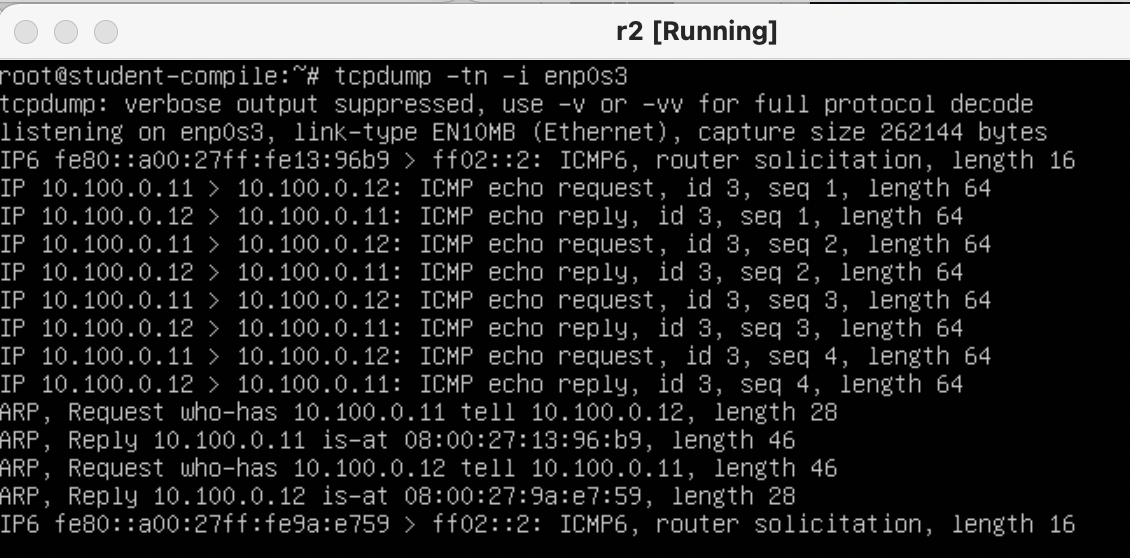 r2 [Running]
root@student-compile:~# tcpdump -tn -i enp0s3
tcpdump: verbose output suppressed, use -v or -vv for full protocol decode
listening on enp0s3, link-type EN10MB (Ethernet), capture size 262144 bytes
IP6 fe80::a00:27ff:fe13:96b9 > ff02::2: ICMP6, router solicitation, length 16
IP 10.100.0.11 > 10.100.0.12: ICMP echo request, id 3, seq 1, length 64
IP 10.100.0.12 > 10.100.0.11: ICMP echo reply, id 3, seq 1, length 64
IP 10.100.0.11 > 10.100.0.12: ICMP echo request, id 3, seq 2, length 64
IP 10.100.0.12 > 10.100.0.11: ICMP echo reply, id 3, seq 2, length 64
IP 10.100.0.11 > 10.100.0.12: ICMP echo request, id 3, seq 3, length 64
IP 10.100.0.12 > 10.100.0.11: ICMP echo reply, id 3, seq 3, length 64
IP 10.100.0.11 > 10.100.0.12: ICMP echo request, id 3, seq 4, length 64
IP 10.100.0.12 > 10.100.0.11: ICMP echo reply, id 3, seq 4, length 64
ARP, Request who-has 10.100.0.11 tell 10.100.0.12, length 28
ARP, Reply 10.100.0.11 is-at 08:00:27:13:96:b9, length 46
ARP, Request who-has 10.100.0.12 tell 10.100.0.11, length 46
ARP, Reply 10.100.0.12 is-at 08:00:27:9a:e7:59, length 28
IP6 fe80::a00:27ff:fe9a:e759 > ff02::2: ICMP6, router solicitation, length 16